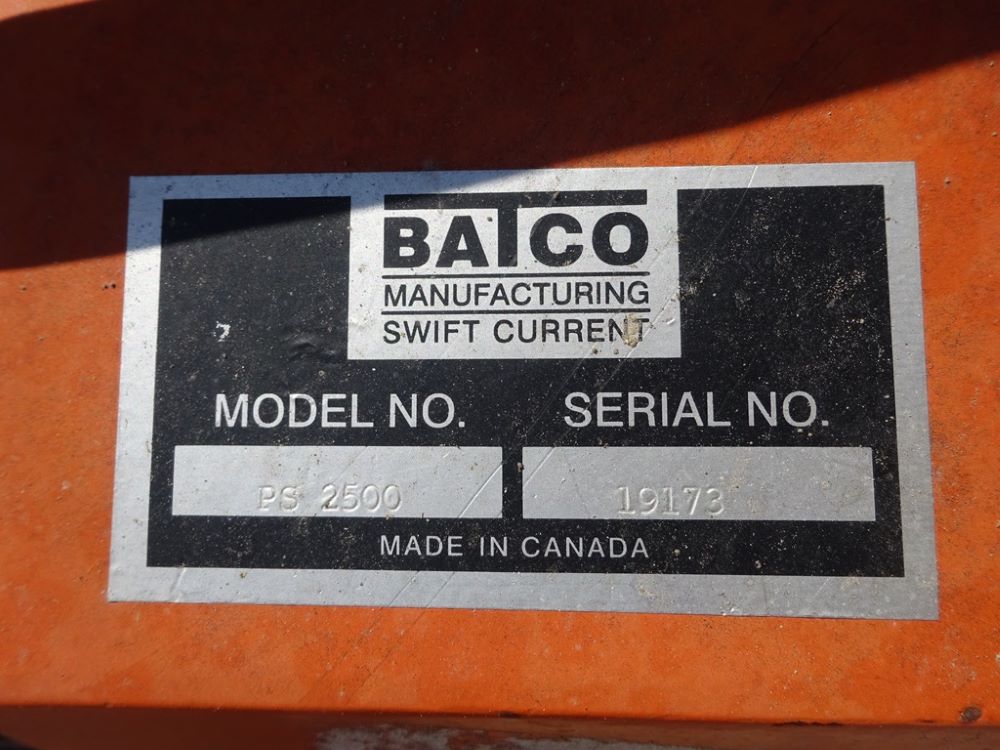 BATCO
MANUFACTURING
SWIFT CURRENT
MODEL NO. SERIAL NO.
PS 2500 19173
MADE IN CANADA